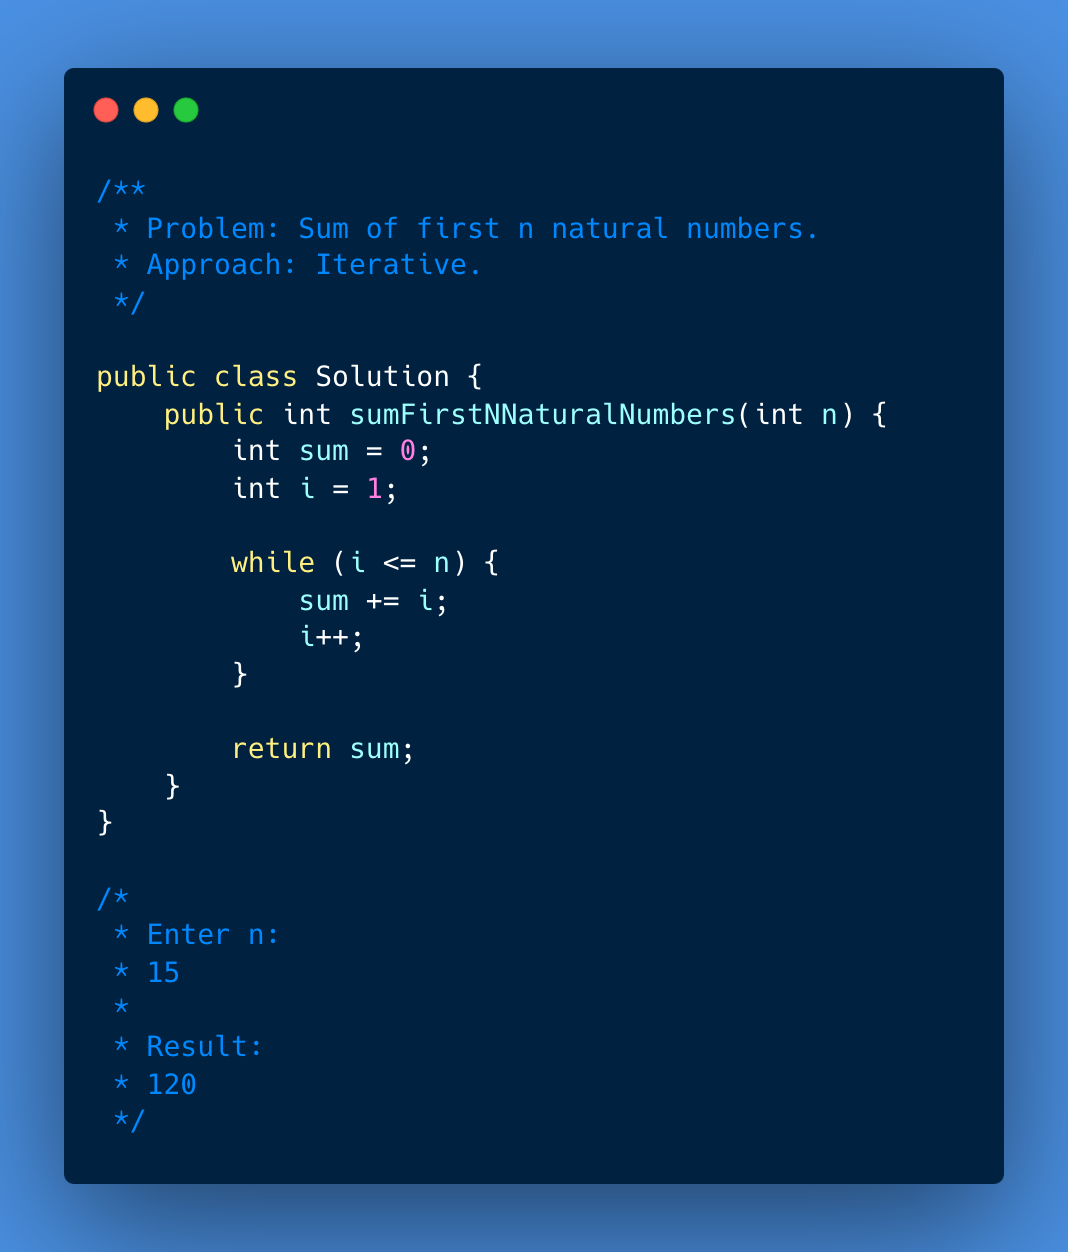 /**
 * Problem: Sum of first n natural numbers.
 * Approach: Iterative.
 */

public class Solution {
    public int sumFirstNNaturalNumbers(int n) {
        int sum = 0;
        int i = 1;

        while (i <= n) {
            sum += i;
            i++;
        }

        return sum;
    }
}

/*
 * Enter n:
 * 15
 *
 * Result:
 * 120
 */